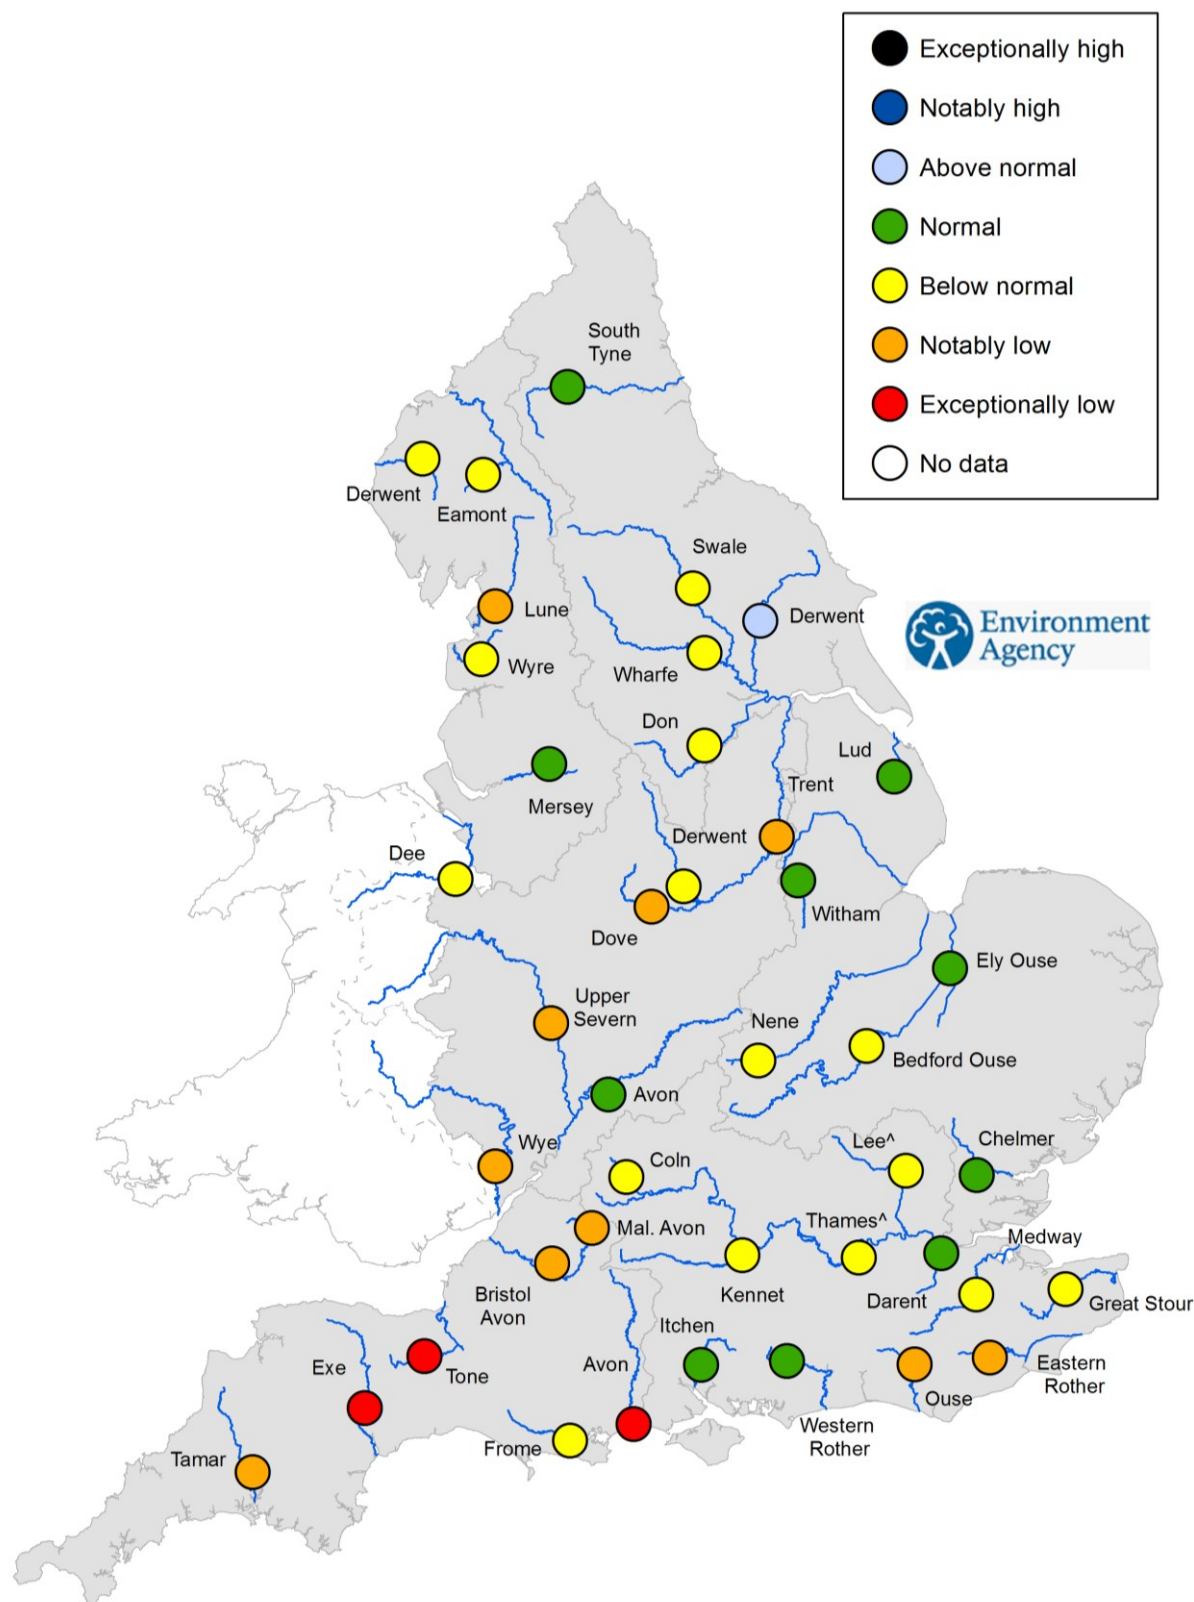 Exceptionally high
Notably high
Above normal
Normal
Below normal
Notably low
Exceptionally low
No data
South
Tyne
Derwent
Eamont
Swale
Lune
Derwent
Environment
Agency
Wyre
Wharfe
Don
Lud
Trent
Mersey
Derwent
Dee
Witham
Dove
Ely Ouse
Upper
Severn
Nene
Bedford Ouse
Avon
Wye
Coln
Lee^
Chelmer
Mal. Avon
Thames^
Medway
Bristol
Avon
Kennet
Darent
Great Stour
Itchen
Exe
Tone
Avon
Eastern
Rother
Ouse
Western
Rother
Frome
Tamar